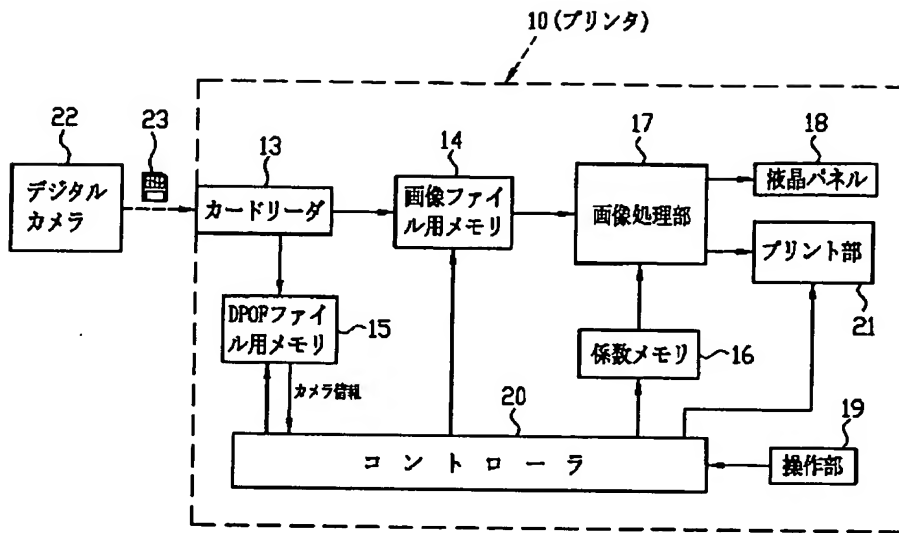 10(プリンタ)
22
23
13
14
17
18
デジタル
カメラ
カードリーダ
画像ファイ
ル用メモリ
画像処理部
液晶パネル
プリント部
21
DPOFファイ
ル用メモリ
15
係数メモリ
16
カメラ情報
20
19
コントローラ
操作部